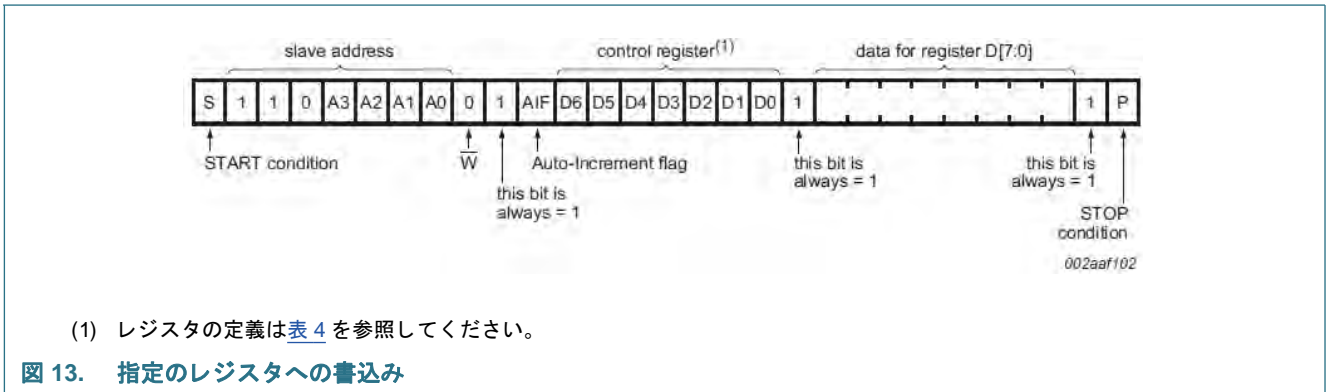 slave address control register(1) data for register D[7:0]
S 1 1 0 A3 A2 A1 A0 0 1 AIF D6 D5 D4 D3 D2 D1 D0 1 1 P
START condition W Auto-Increment flag this bit is this bit is
always = 1 always = 1
this bit is
always = 1
STOP
condition
002aaf102
(1) レジスタの定義は表 4 を参照してください。
図 13. 指定のレジスタへの書込み